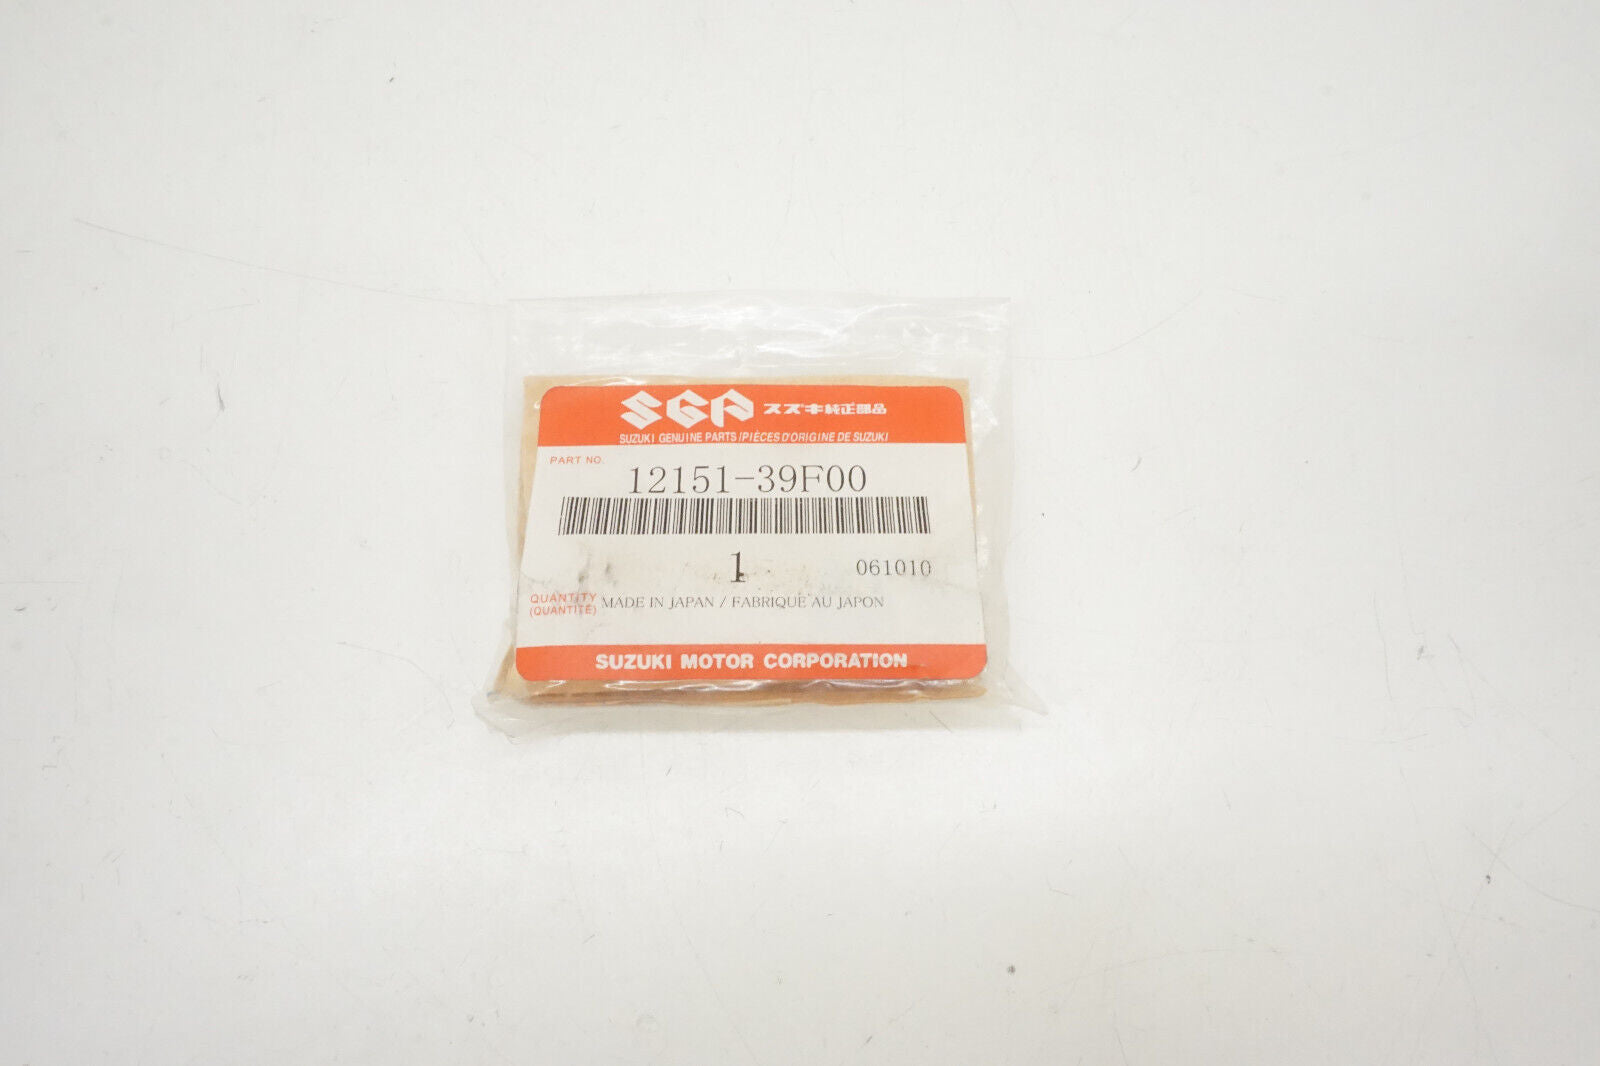 SGP スズキ純正部品
SUZUKI GENUINE PARTS/PIÈCES D'ORIGINE DE SUZUKI
PART NO.
12151-39F00
1
061010
QUANTITY
(QUANTITÉ)
MADE IN JAPAN / FABRIQUE AU JAPON
SUZUKI MOTOR CORPORATION